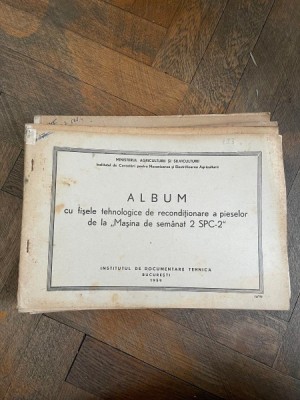 MINISTERUL AGRICULTURII ȘI SILVICULTURII
Institutul de Cercetări pentru Mecanizarea și Electrificarea Agriculturii
ALBUM
cu fișele tehnologice de recondiționare a pieselor
de la „Mașina de semănat 2 SPC-2"
INSTITUTUL DE DOCUMENTARE TEHNICA
BUCUREȘTI